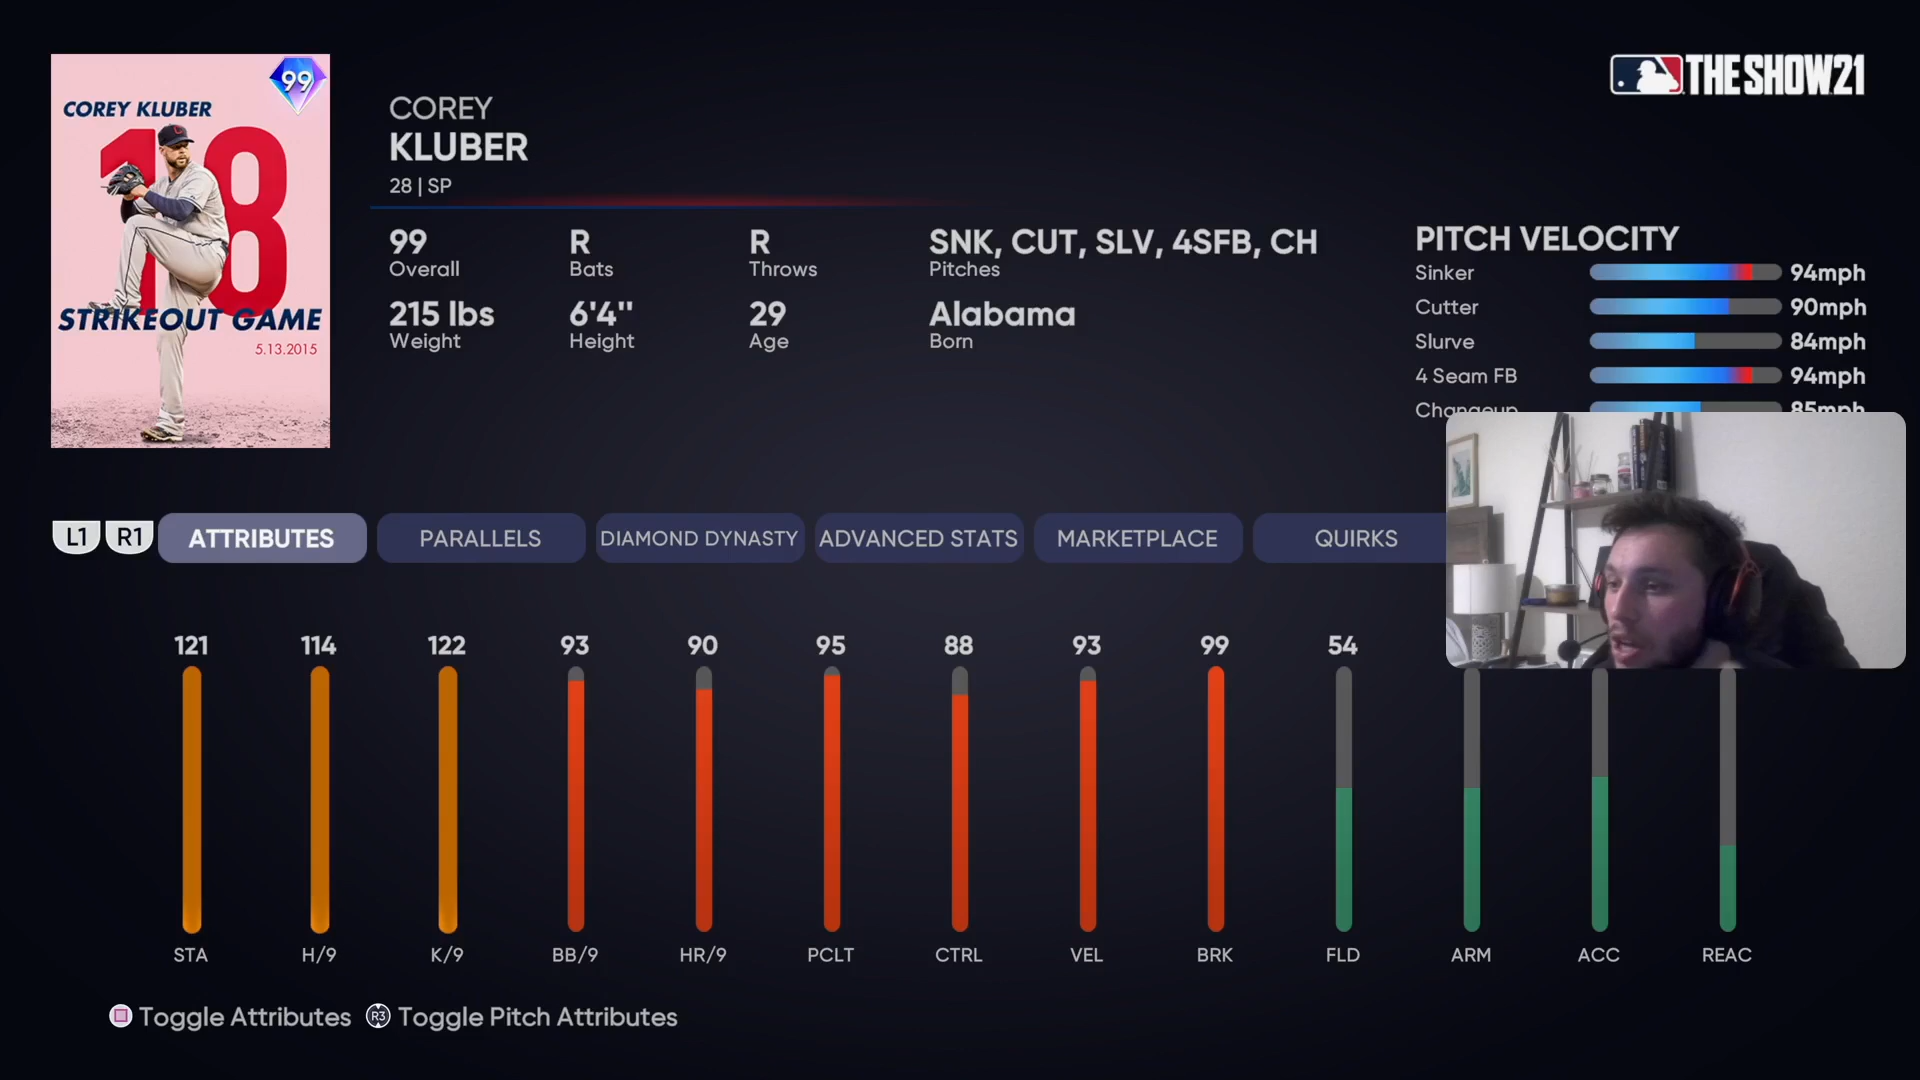 99
COREY KLUBER
18
STRIKEOUT GAME
5.13.2015
COREY
KLUBER
28 | SP
99
Overall
R
Bats
R
Throws
SNK, CUT, SLV, 4SFB, CH
Pitches
215 lbs
Weight
6'4"
Height
29
Age
Alabama
Born
THE SHOW 21
PITCH VELOCITY
Sinker 94mph
Cutter 90mph
Slurve 84mph
4 Seam FB 94mph
Changeup 85mph
L1 R1 ATTRIBUTES PARALLELS DIAMOND DYNASTY ADVANCED STATS MARKETPLACE QUIRKS
121 114 122 93 90 95 88 93 99 54
STA H/9 K/9 BB/9 HR/9 PCLT CTRL VEL BRK FLD ARM ACC REAC
Toggle Attributes R3 Toggle Pitch Attributes